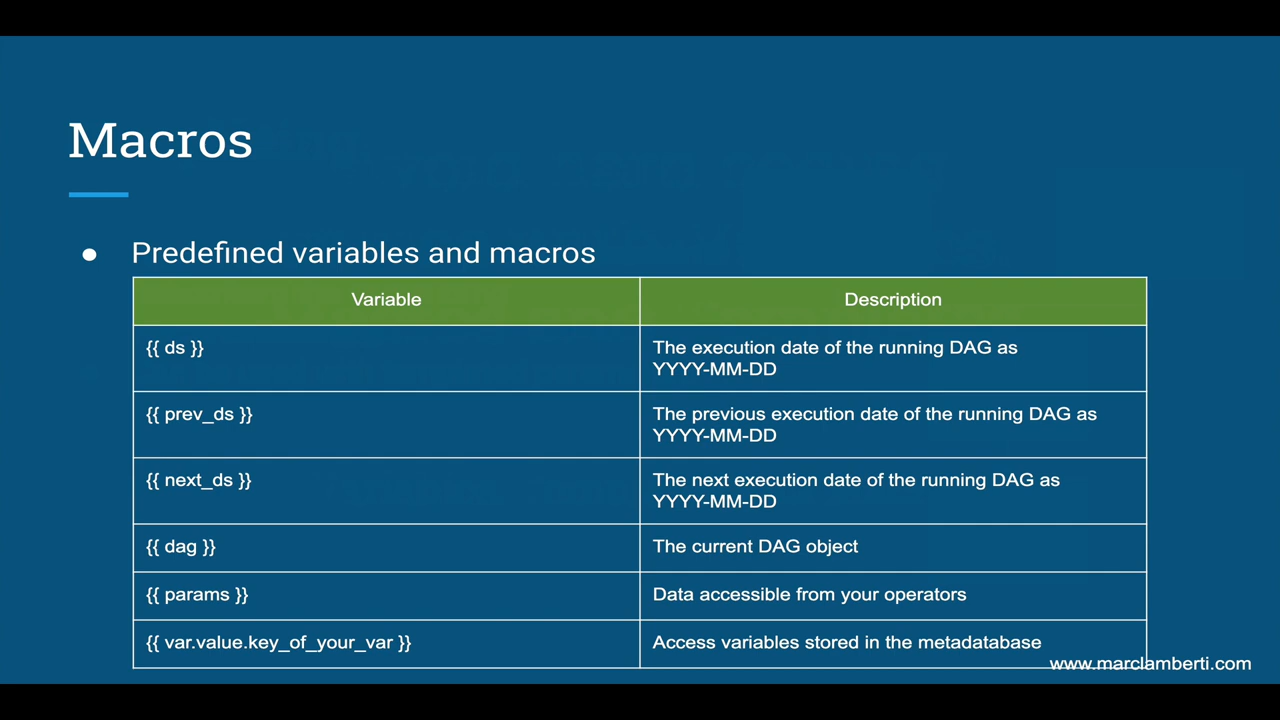 Macros
● Predefined variables and macros
Variable
Description
{{ ds }}
The execution date of the running DAG as
YYYY-MM-DD
{{ prev_ds }}
The previous execution date of the running DAG as
YYYY-MM-DD
{{ next_ds }}
The next execution date of the running DAG as
YYYY-MM-DD
{{ dag }}
The current DAG object
{{ params }}
Data accessible from your operators
{{ var.value.key_of_your_var }}
Access variables stored in the metadatabase
www.marclamberti.com